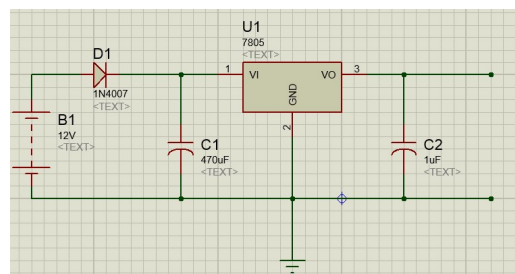 U1
7805
<TEXT>
D1
1N4007
<TEXT>
1
VI
VO
3
GND
2
B1
12V
<TEXT>
C1
470uF
<TEXT>
C2
1uF
<TEXT>